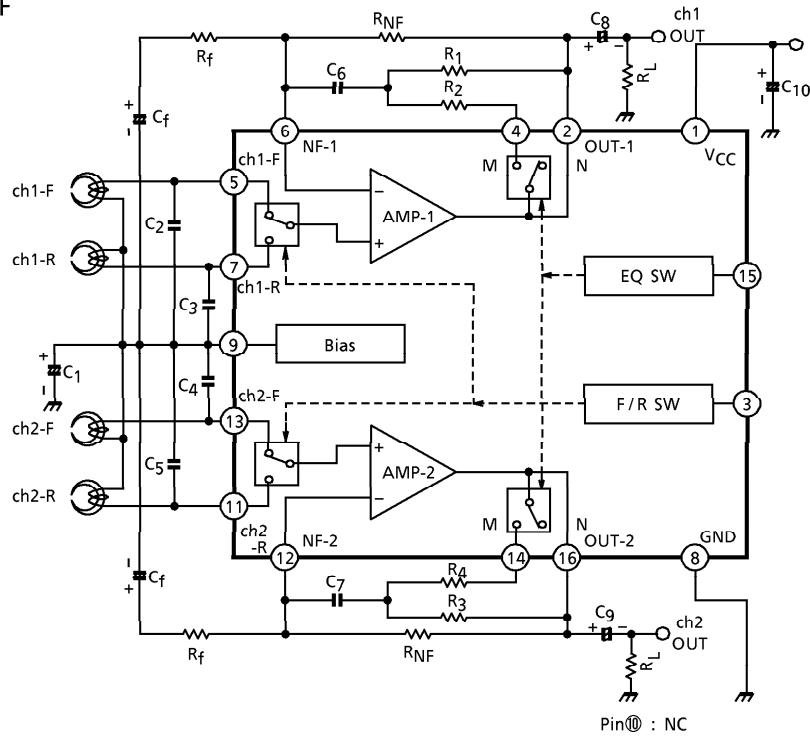 F
Rf
RNF
C8
ch1
OUT
+
−
RL
C6
R1
R2
C10
+
−
Cf
+
−
6
4
2
1
NF-1
OUT-1
VCC
M
N
ch1-F
ch1-F
5
C2
−
AMP-1
+
ch1-R
7
ch1-R
C3
EQ SW
15
9
Bias
+
−
C1
C4
ch2-F
F / R SW
3
ch2-F
13
C5
+
AMP-2
−
ch2-R
11
ch2
-R
NF-2
M
N
OUT-2
GND
12
14
16
8
−
+
Cf
C7
R4
R3
C9
+
−
ch2
OUT
Rf
RNF
RL
Pin⑩ : NC